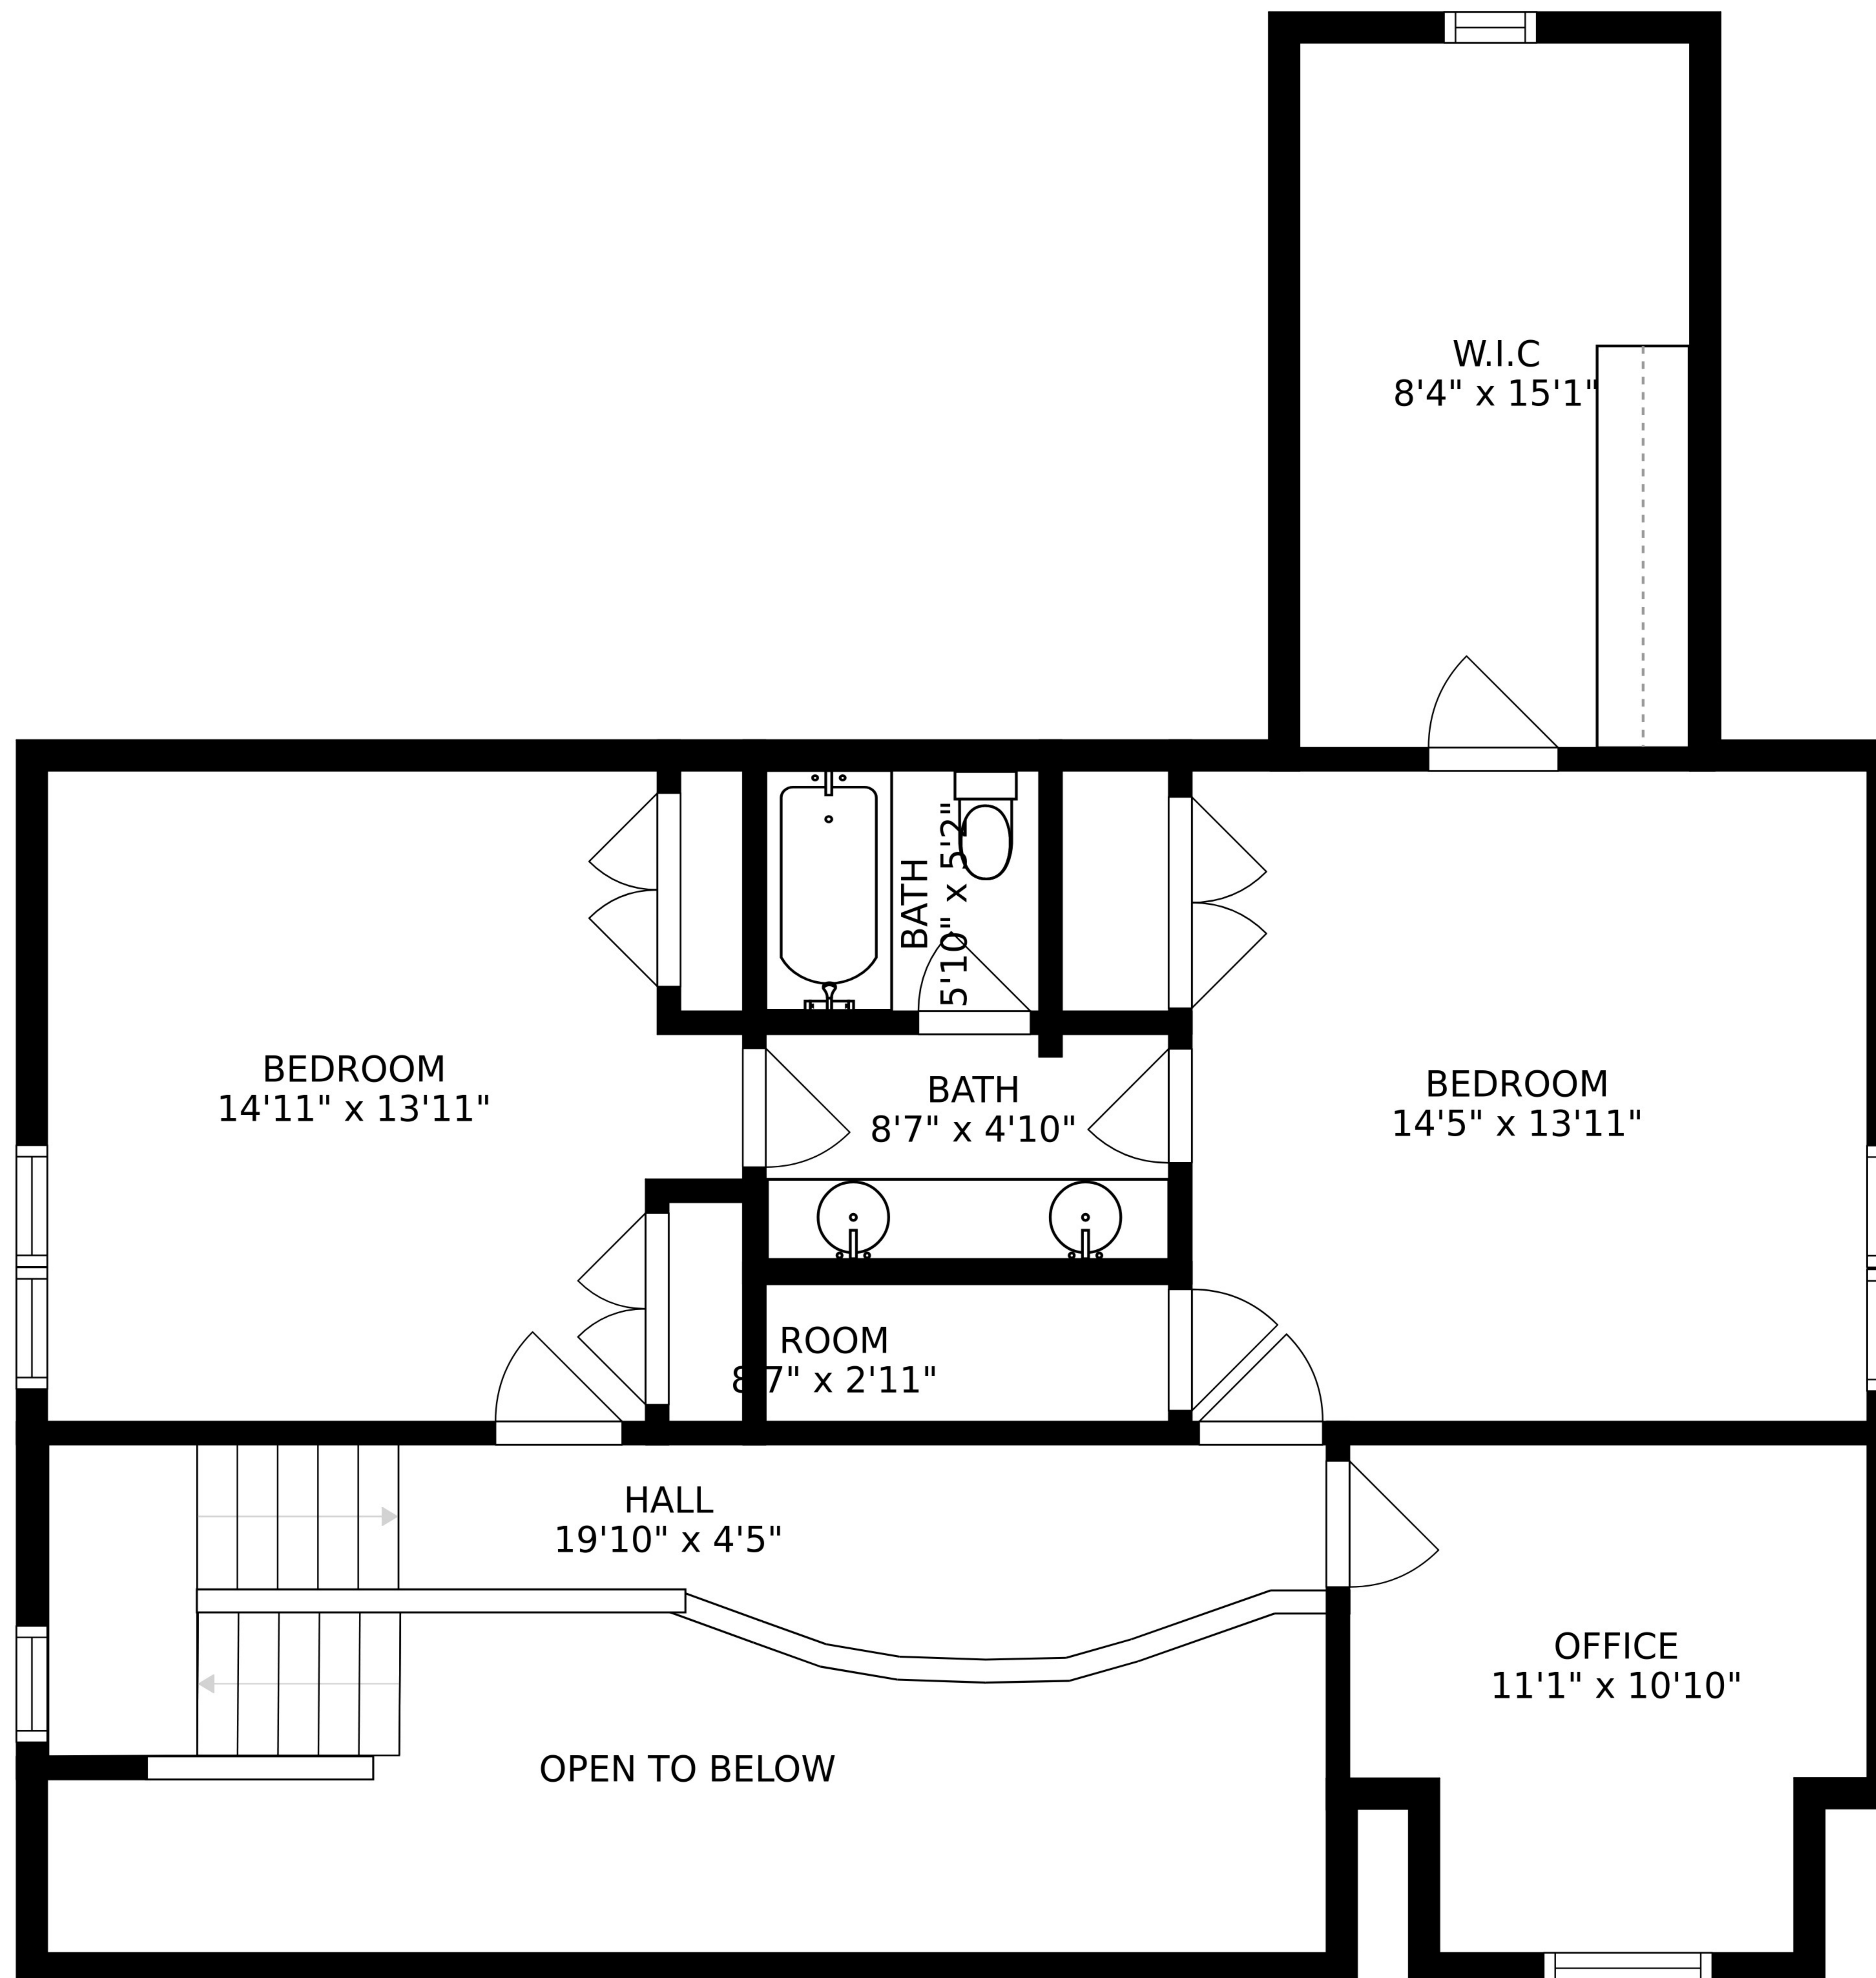 W.I.C
8'4" x 15'1"
BATH
5'10" x 5'2"
BEDROOM
14'11" x 13'11"
BATH
8'7" x 4'10"
BEDROOM
14'5" x 13'11"
ROOM
8'7" x 2'11"
HALL
19'10" x 4'5"
OFFICE
11'1" x 10'10"
OPEN TO BELOW